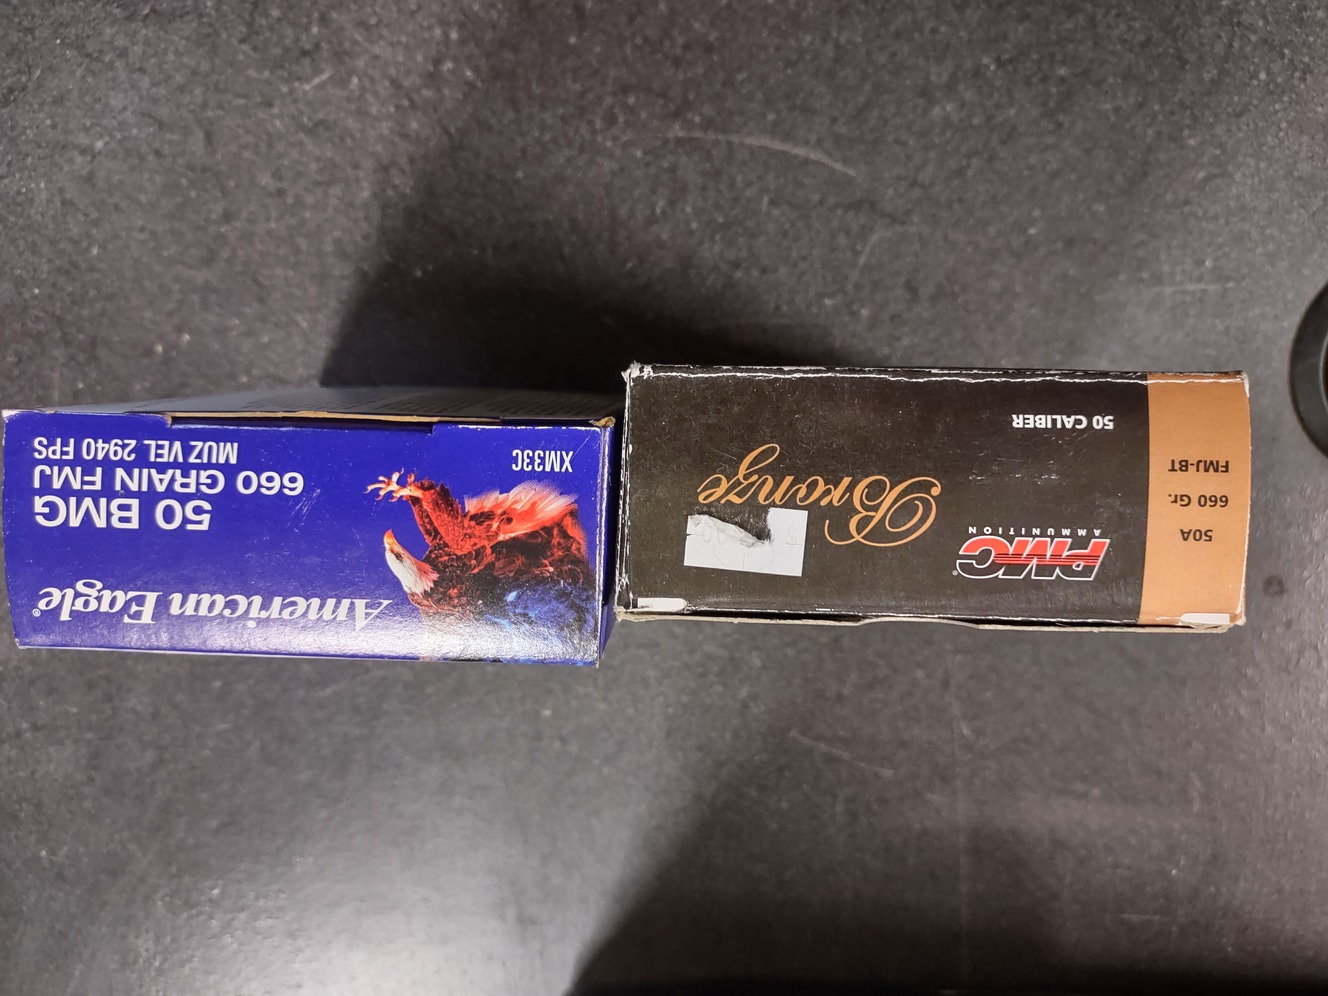 American Eagle®
50 BMG
660 GRAIN FMJ
MUZ VEL 2940 FPS
XM33C
PMC®
AMMUNITION
Bronze
50 CALIBER
50A
660 Gr.
FMJ-BT